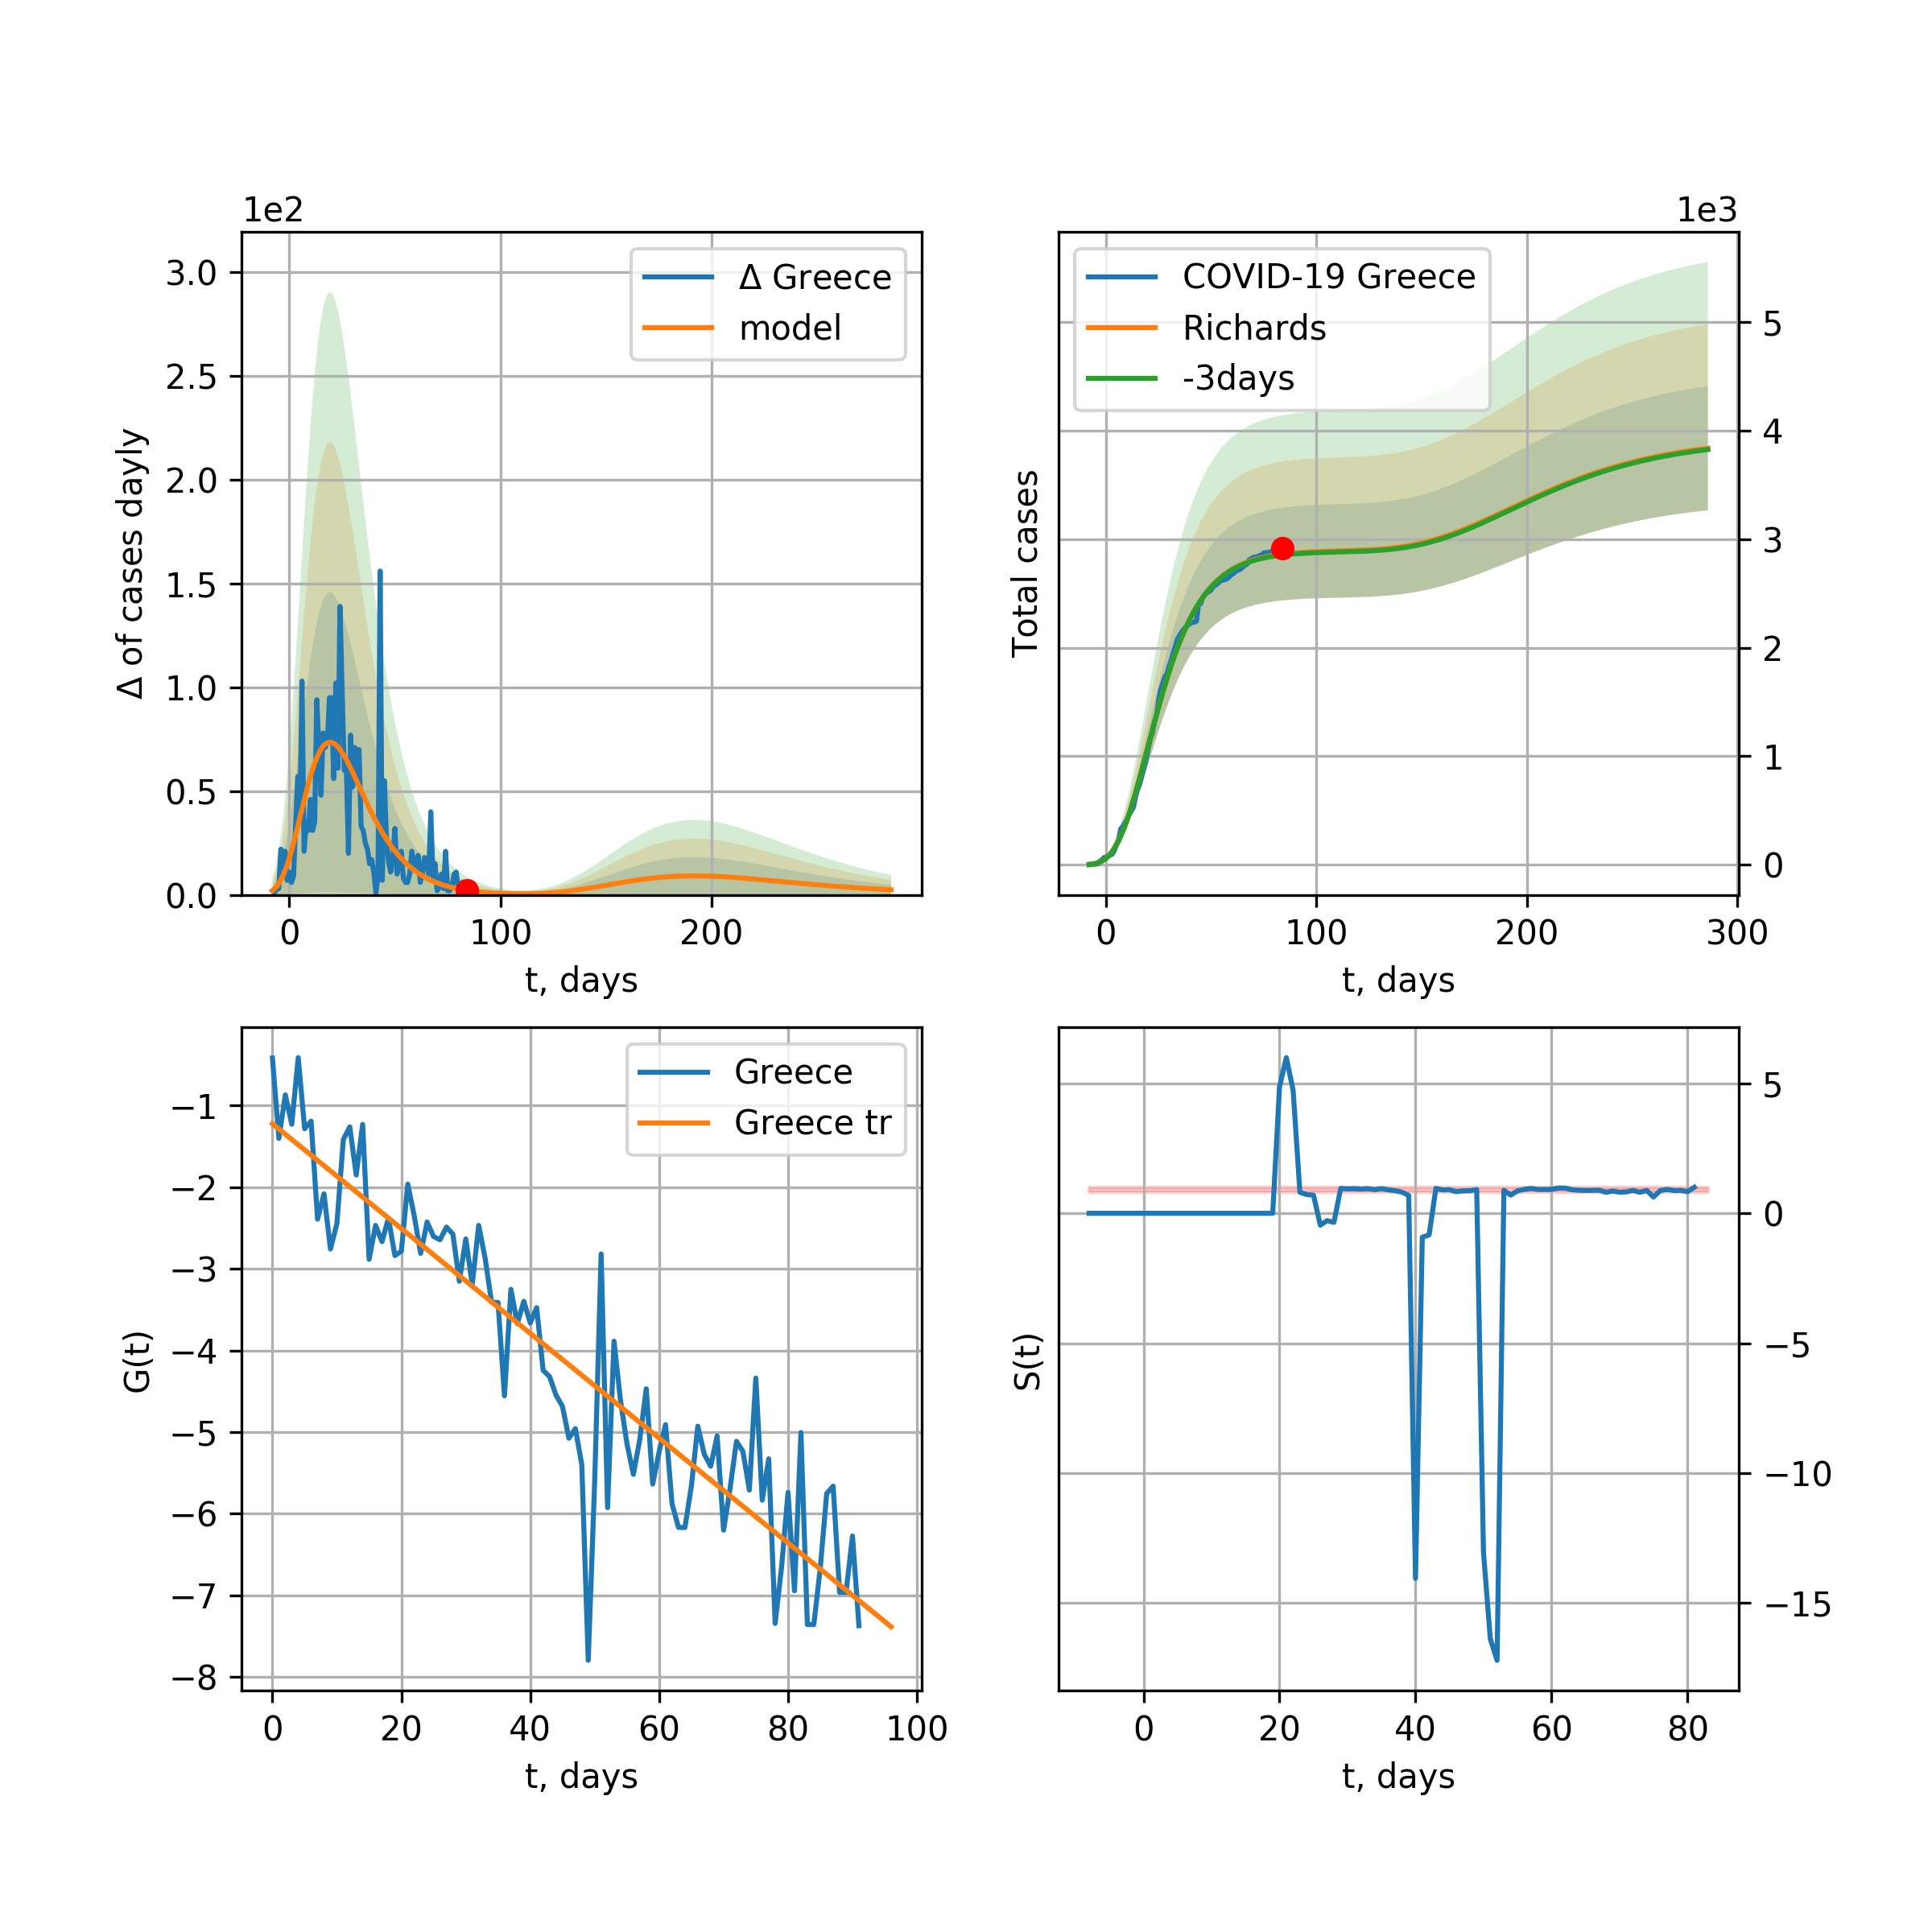 1e2
3.0
2.5
2.0
1.5
1.0
0.5
0.0
Δ of cases dayly
Δ Greece
model
0
100
200
t, days
1e3
COVID-19 Greece
Richards
-3days
Total cases
5
4
3
2
1
0
0
100
200
300
t, days
Greece
Greece tr
G(t)
−1
−2
−3
−4
−5
−6
−7
−8
0
20
40
60
80
100
t, days
S(t)
5
0
−5
−10
−15
0
20
40
60
80
t, days